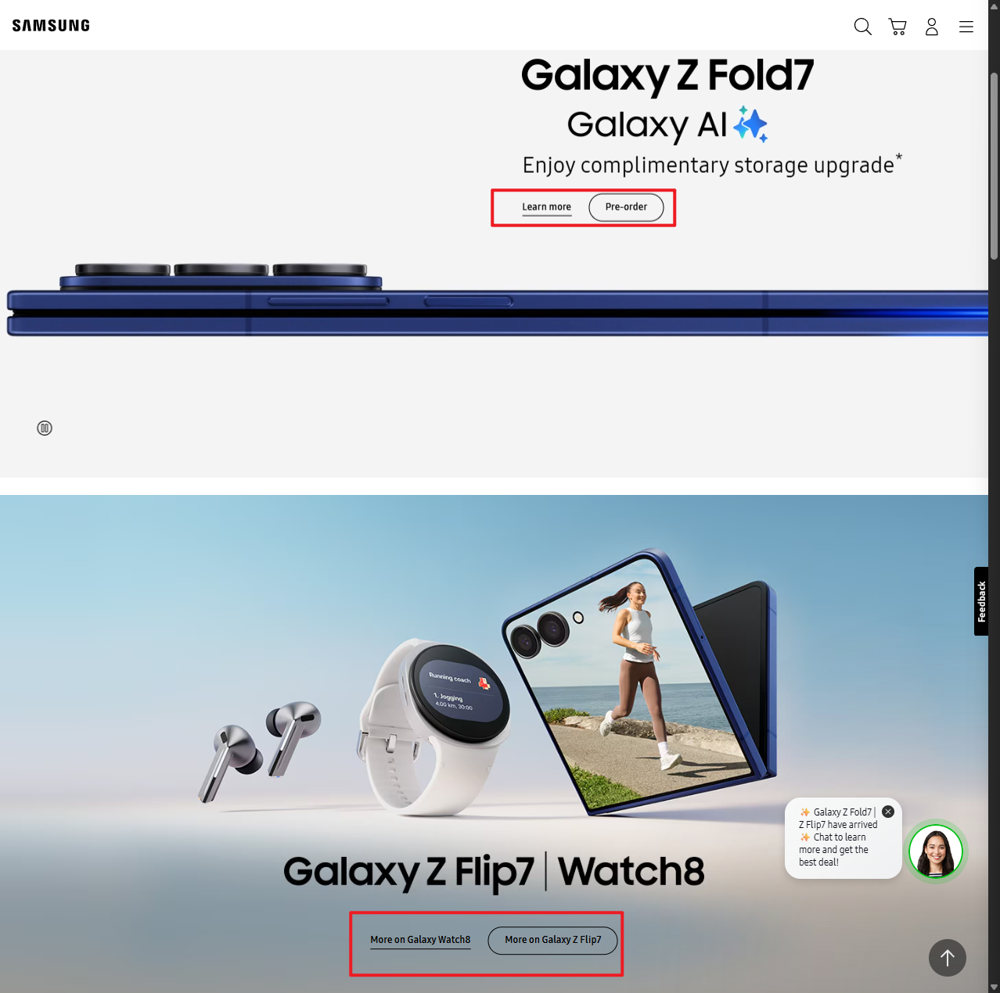 SAMSUNG
Galaxy Z Fold7
Galaxy AI
Enjoy complimentary storage upgrade*
Learn more
Pre-order
Feedback
Running coach
1. Jogging
4.00 km, 30:00
✨ Galaxy Z Fold7 |
Z Flip7 have arrived
✨ Chat to learn
more and get the
best deal!
Galaxy Z Flip7 | Watch8
More on Galaxy Watch8
More on Galaxy Z Flip7